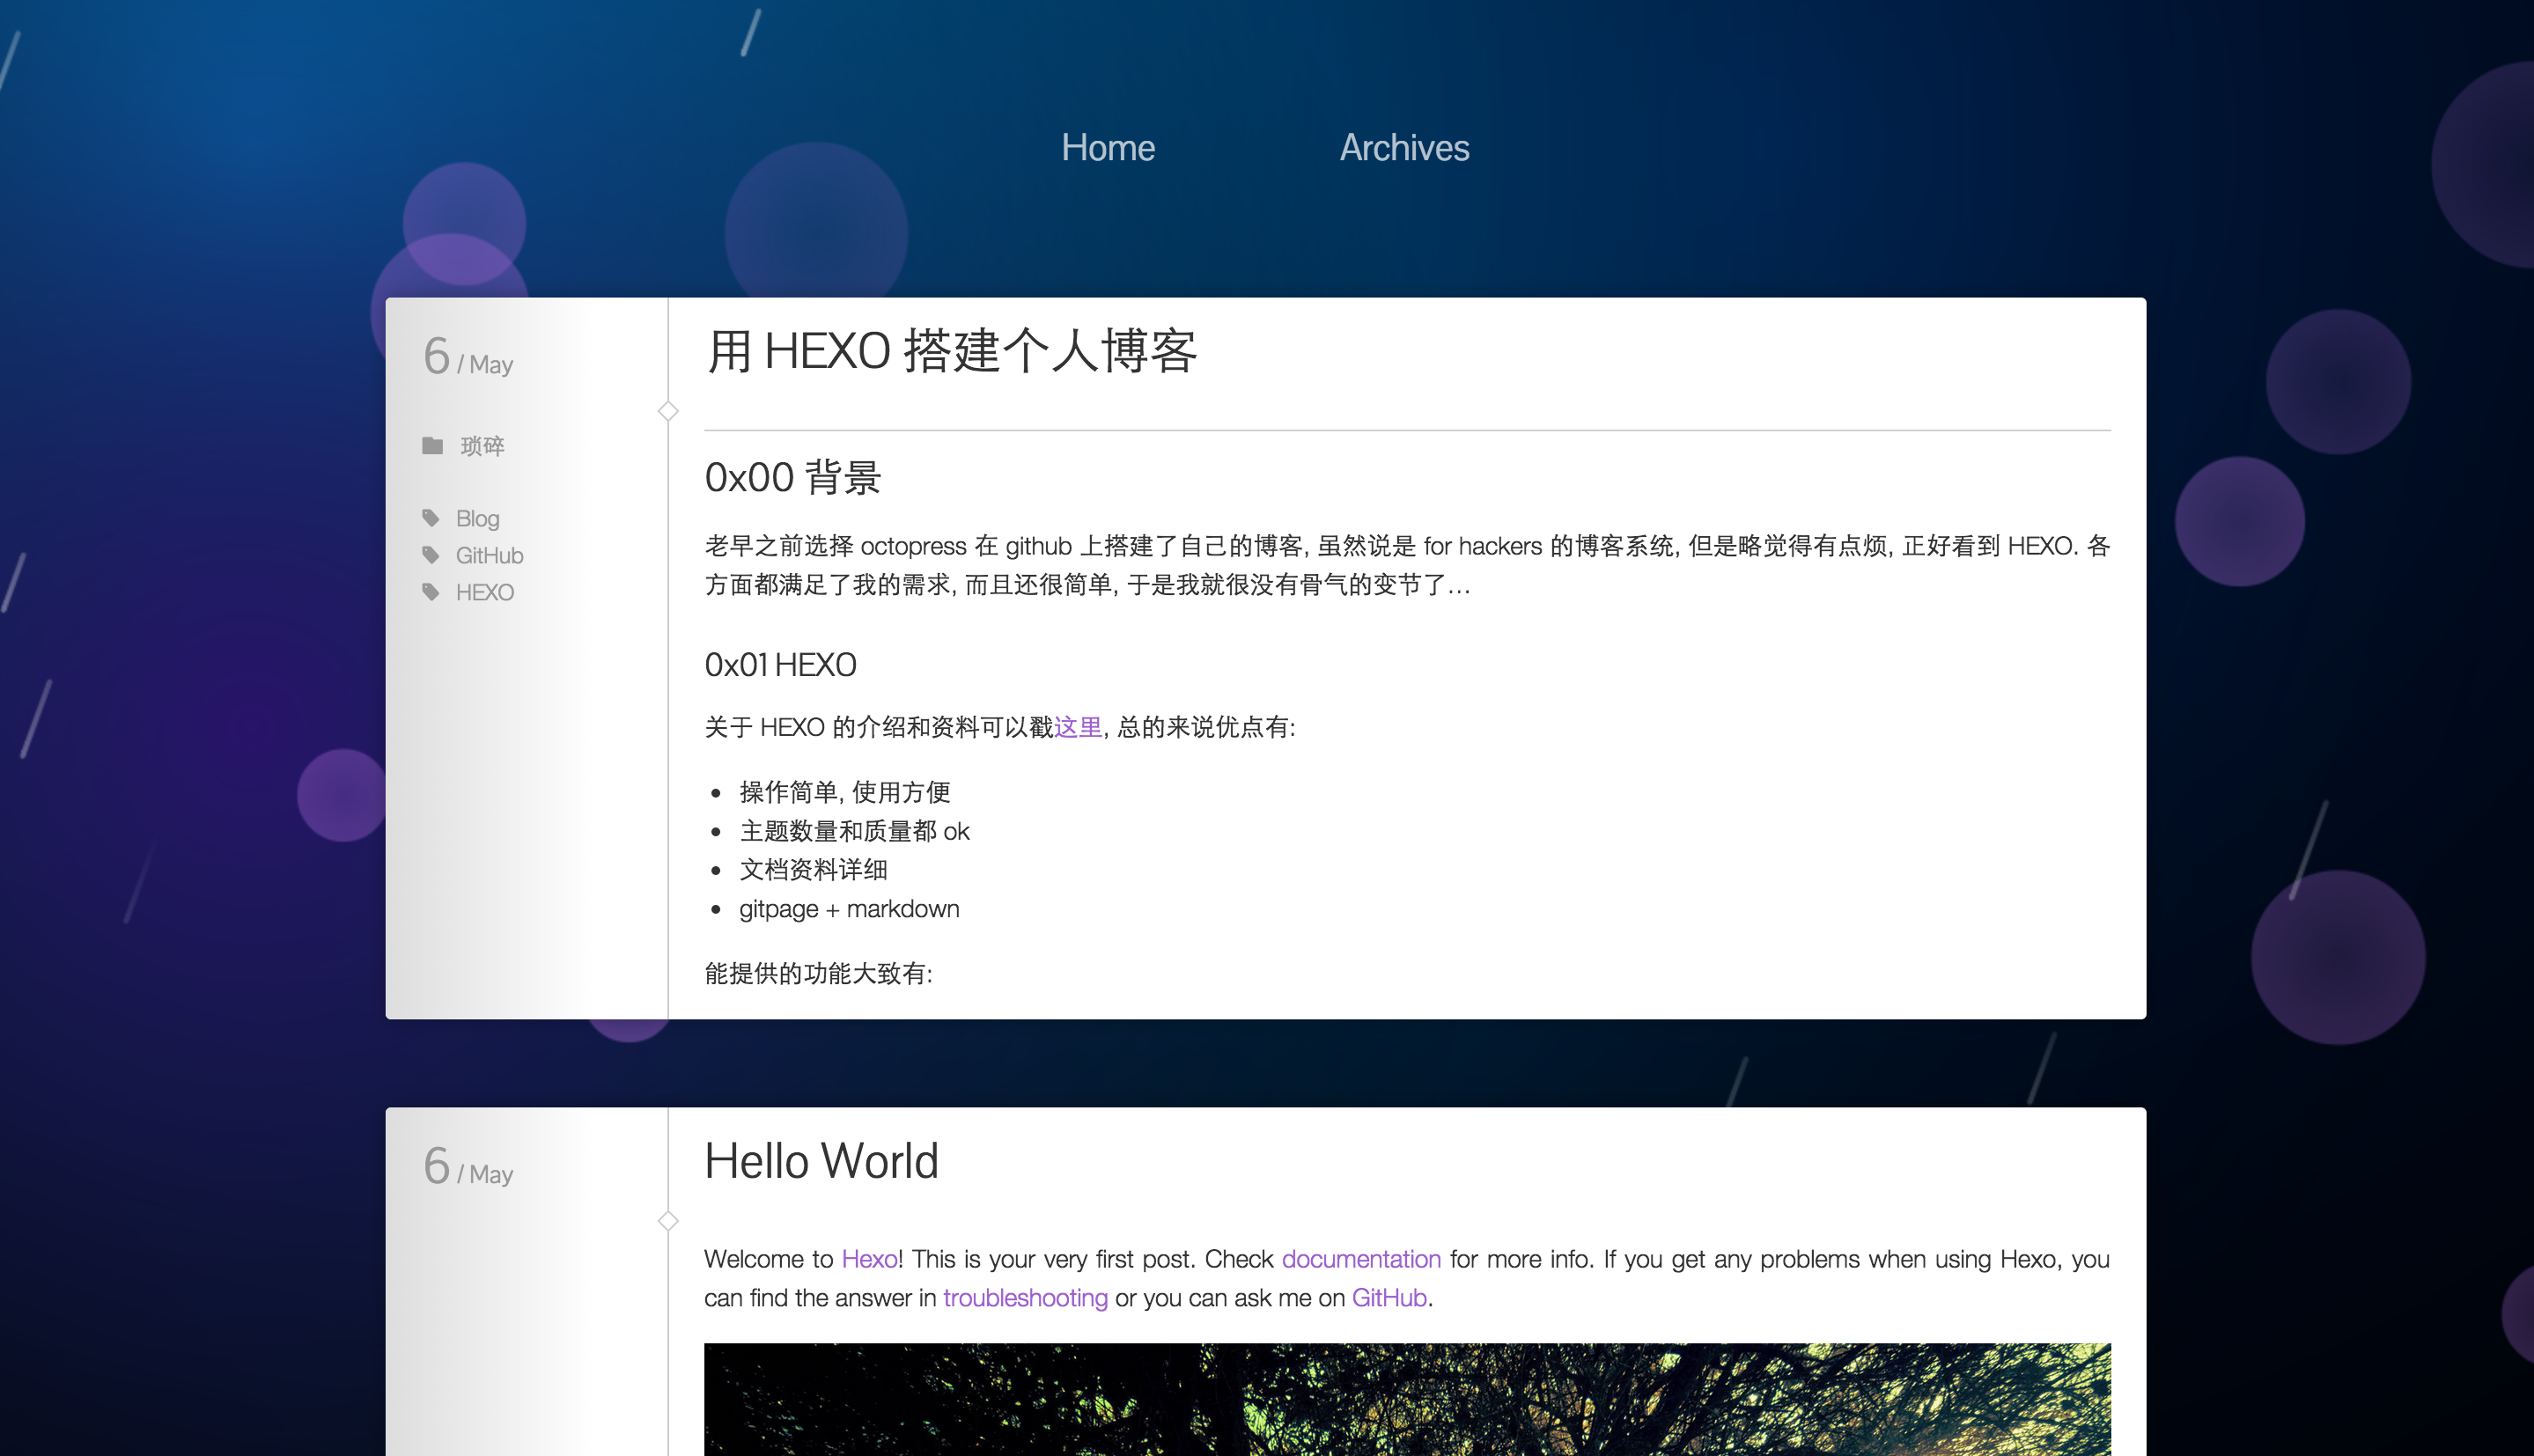 Home Archives
6 / May
琐碎
Blog
GitHub
HEXO
用 HEXO 搭建个人博客
0x00 背景
老早之前选择 octopress 在 github 上搭建了自己的博客, 虽然说是 for hackers 的博客系统, 但是略觉得有点烦, 正好看到 HEXO. 各
方面都满足了我的需求, 而且还很简单, 于是我就很没有骨气的变节了…
0x01 HEXO
关于 HEXO 的介绍和资料可以戳这里, 总的来说优点有:
操作简单, 使用方便
主题数量和质量都 ok
文档资料详细
gitpage + markdown
能提供的功能大致有:
6 / May
Hello World
Welcome to Hexo! This is your very first post. Check documentation for more info. If you get any problems when using Hexo, you
can find the answer in troubleshooting or you can ask me on GitHub.